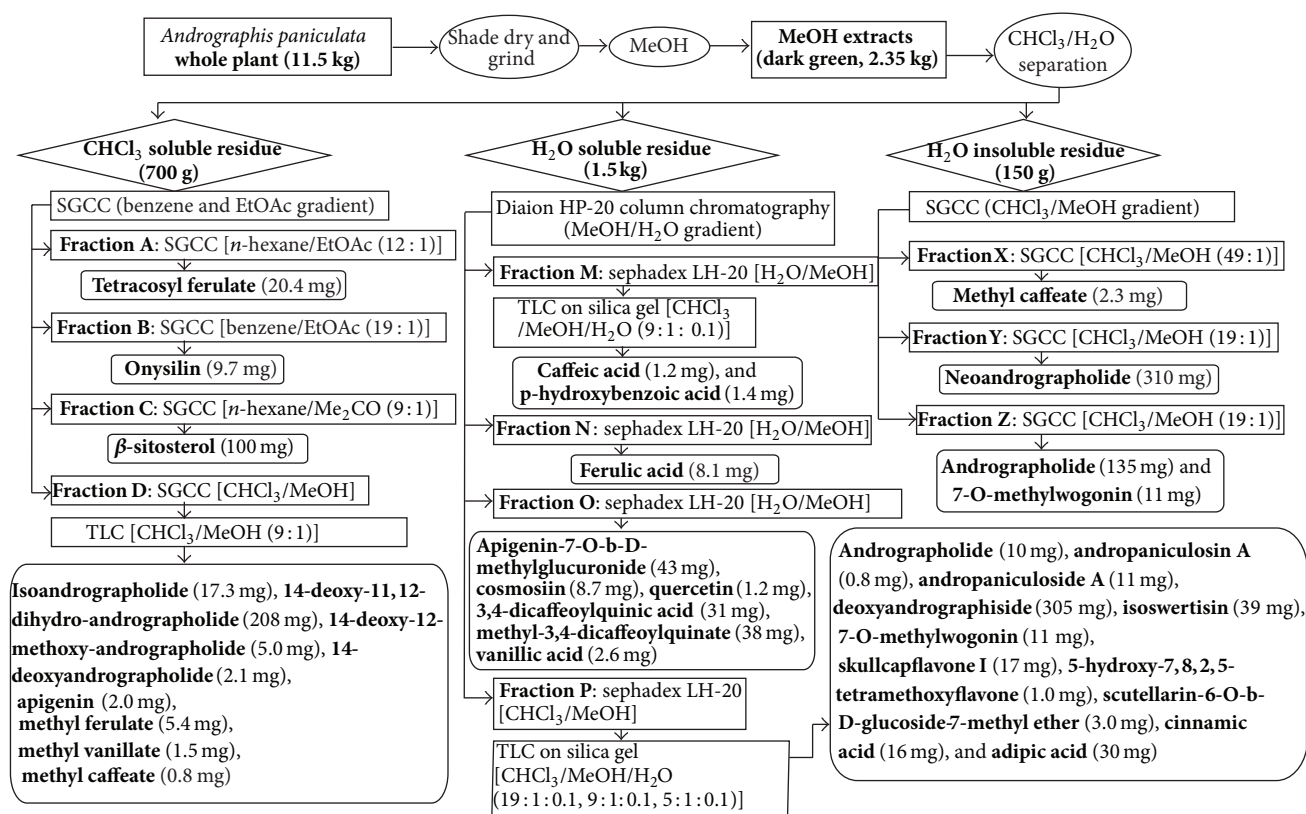 Andrographis paniculata
whole plant (11.5 kg)
Shade dry and
grind
MeOH
MeOH extracts
(dark green, 2.35 kg)
CHCl₃/H₂O
separation
CHCl₃ soluble residue
(700 g)
SGCC (benzene and EtOAc gradient)
Fraction A: SGCC [n-hexane/EtOAc (12 : 1)]
Tetracosyl ferulate (20.4 mg)
Fraction B: SGCC [benzene/EtOAc (19 : 1)]
Onysilin (9.7 mg)
Fraction C: SGCC [n-hexane/Me₂CO (9 : 1)]
β-sitosterol (100 mg)
Fraction D: SGCC [CHCl₃/MeOH]
TLC [CHCl₃/MeOH (9 : 1)]
Isoandrographolide (17.3 mg), 14-deoxy-11,12-
dihydro-andrographolide (208 mg), 14-deoxy-12-
methoxy-andrographolide (5.0 mg), 14-
deoxyandrographolide (2.1 mg),
apigenin (2.0 mg),
methyl ferulate (5.4 mg),
methyl vanillate (1.5 mg),
methyl caffeate (0.8 mg)
H₂O soluble residue
(1.5 kg)
Diaion HP-20 column chromatography
(MeOH/H₂O gradient)
Fraction M: sephadex LH-20 [H₂O/MeOH]
TLC on silica gel [CHCl₃
/MeOH/H₂O (9 : 1 : 0.1)]
Caffeic acid (1.2 mg), and
p-hydroxybenzoic acid (1.4 mg)
Fraction N: sephadex LH-20 [H₂O/MeOH]
Ferulic acid (8.1 mg)
Fraction O: sephadex LH-20 [H₂O/MeOH]
Apigenin-7-O-b-D-
methylglucuronide (43 mg),
cosmosiin (8.7 mg), quercetin (1.2 mg),
3,4-dicaffeoylquinic acid (31 mg),
methyl-3,4-dicaffeoylquinate (38 mg),
vanillic acid (2.6 mg)
Fraction P: sephadex LH-20
[CHCl₃/MeOH]
TLC on silica gel
[CHCl₃/MeOH/H₂O
(19 : 1 : 0.1, 9 : 1 : 0.1, 5 : 1 : 0.1)]
H₂O insoluble residue
(150 g)
SGCC (CHCl₃/MeOH gradient)
Fraction X: SGCC [CHCl₃/MeOH (49 : 1)]
Methyl caffeate (2.3 mg)
Fraction Y: SGCC [CHCl₃/MeOH (19 : 1)]
Neoandrographolide (310 mg)
Fraction Z: SGCC [CHCl₃/MeOH (19 : 1)]
Andrographolide (135 mg) and
7-O-methylwogonin (11 mg)
Andrographolide (10 mg), andropaniculosin A
(0.8 mg), andropaniculoside A (11 mg),
deoxyandrographiside (305 mg), isoswertisin (39 mg),
7-O-methylwogonin (11 mg),
skullcapflavone I (17 mg), 5-hydroxy-7, 8, 2, 5-
tetramethoxyflavone (1.0 mg), scutellarin-6-O-b-
D-glucoside-7-methyl ether (3.0 mg), cinnamic
acid (16 mg), and adipic acid (30 mg)